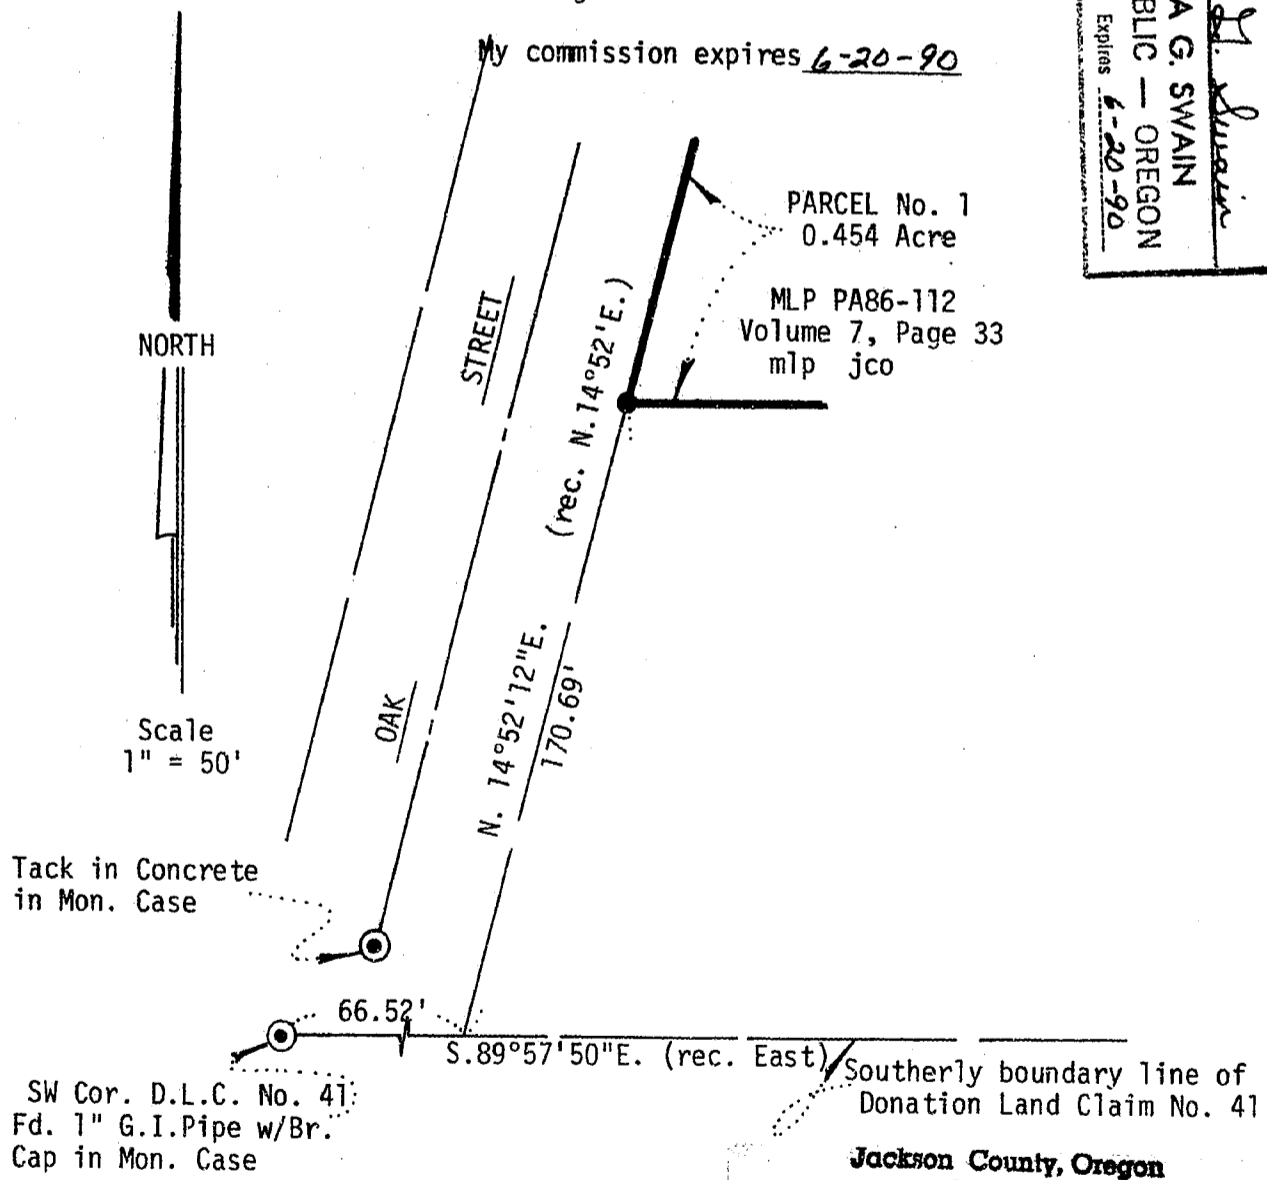 My commission expires 6-20-90
G. Swain
A G. SWAIN
BLIC — OREGON
Expires 6-20-90
PARCEL No. 1
0.454 Acre
MLP PA86-112
Volume 7, Page 33
mlp jco
NORTH
STREET
(rec. N.14°52'E.)
N. 14°52'12"E.
170.69'
OAK
Scale
1" = 50'
Tack in Concrete
in Mon. Case
66.52'
S.89°57'50"E. (rec. East)
SW Cor. D.L.C. No. 41
Fd. 1" G.I.Pipe w/Br.
Cap in Mon. Case
Southerly boundary line of
Donation Land Claim No. 41
Jackson County, Oregon